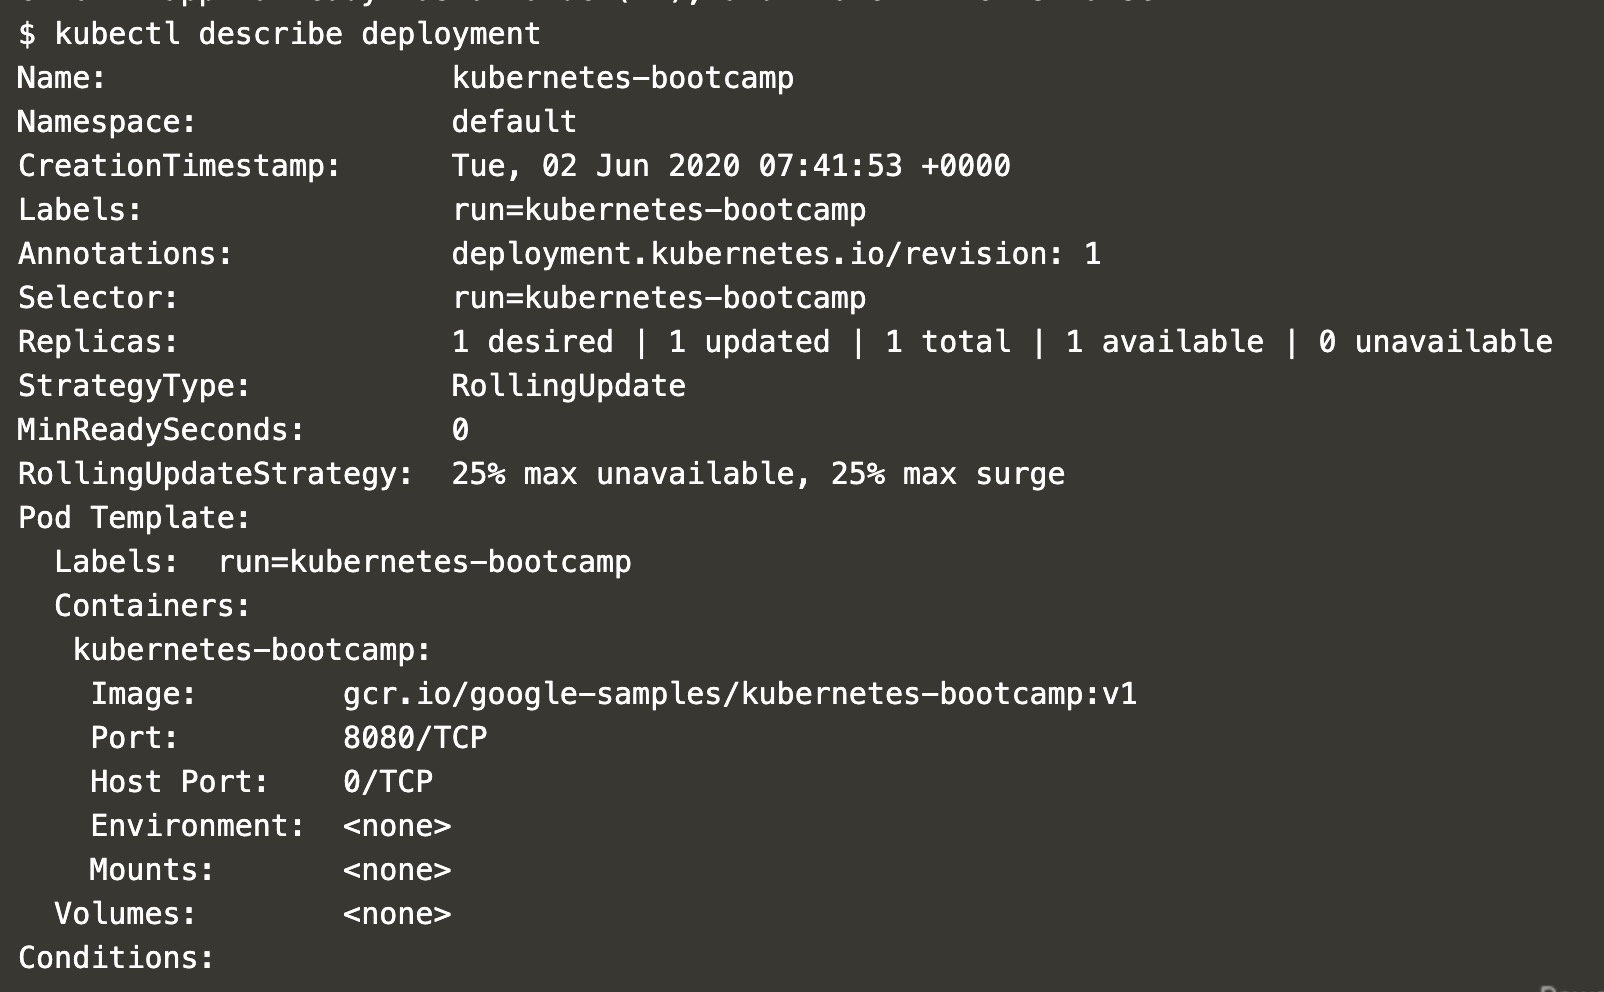 $ kubectl describe deployment
Name:                   kubernetes-bootcamp
Namespace:              default
CreationTimestamp:      Tue, 02 Jun 2020 07:41:53 +0000
Labels:                 run=kubernetes-bootcamp
Annotations:            deployment.kubernetes.io/revision: 1
Selector:               run=kubernetes-bootcamp
Replicas:               1 desired | 1 updated | 1 total | 1 available | 0 unavailable
StrategyType:           RollingUpdate
MinReadySeconds:        0
RollingUpdateStrategy:  25% max unavailable, 25% max surge
Pod Template:
  Labels:  run=kubernetes-bootcamp
  Containers:
   kubernetes-bootcamp:
    Image:        gcr.io/google-samples/kubernetes-bootcamp:v1
    Port:         8080/TCP
    Host Port:    0/TCP
    Environment:  <none>
    Mounts:       <none>
  Volumes:        <none>
Conditions: